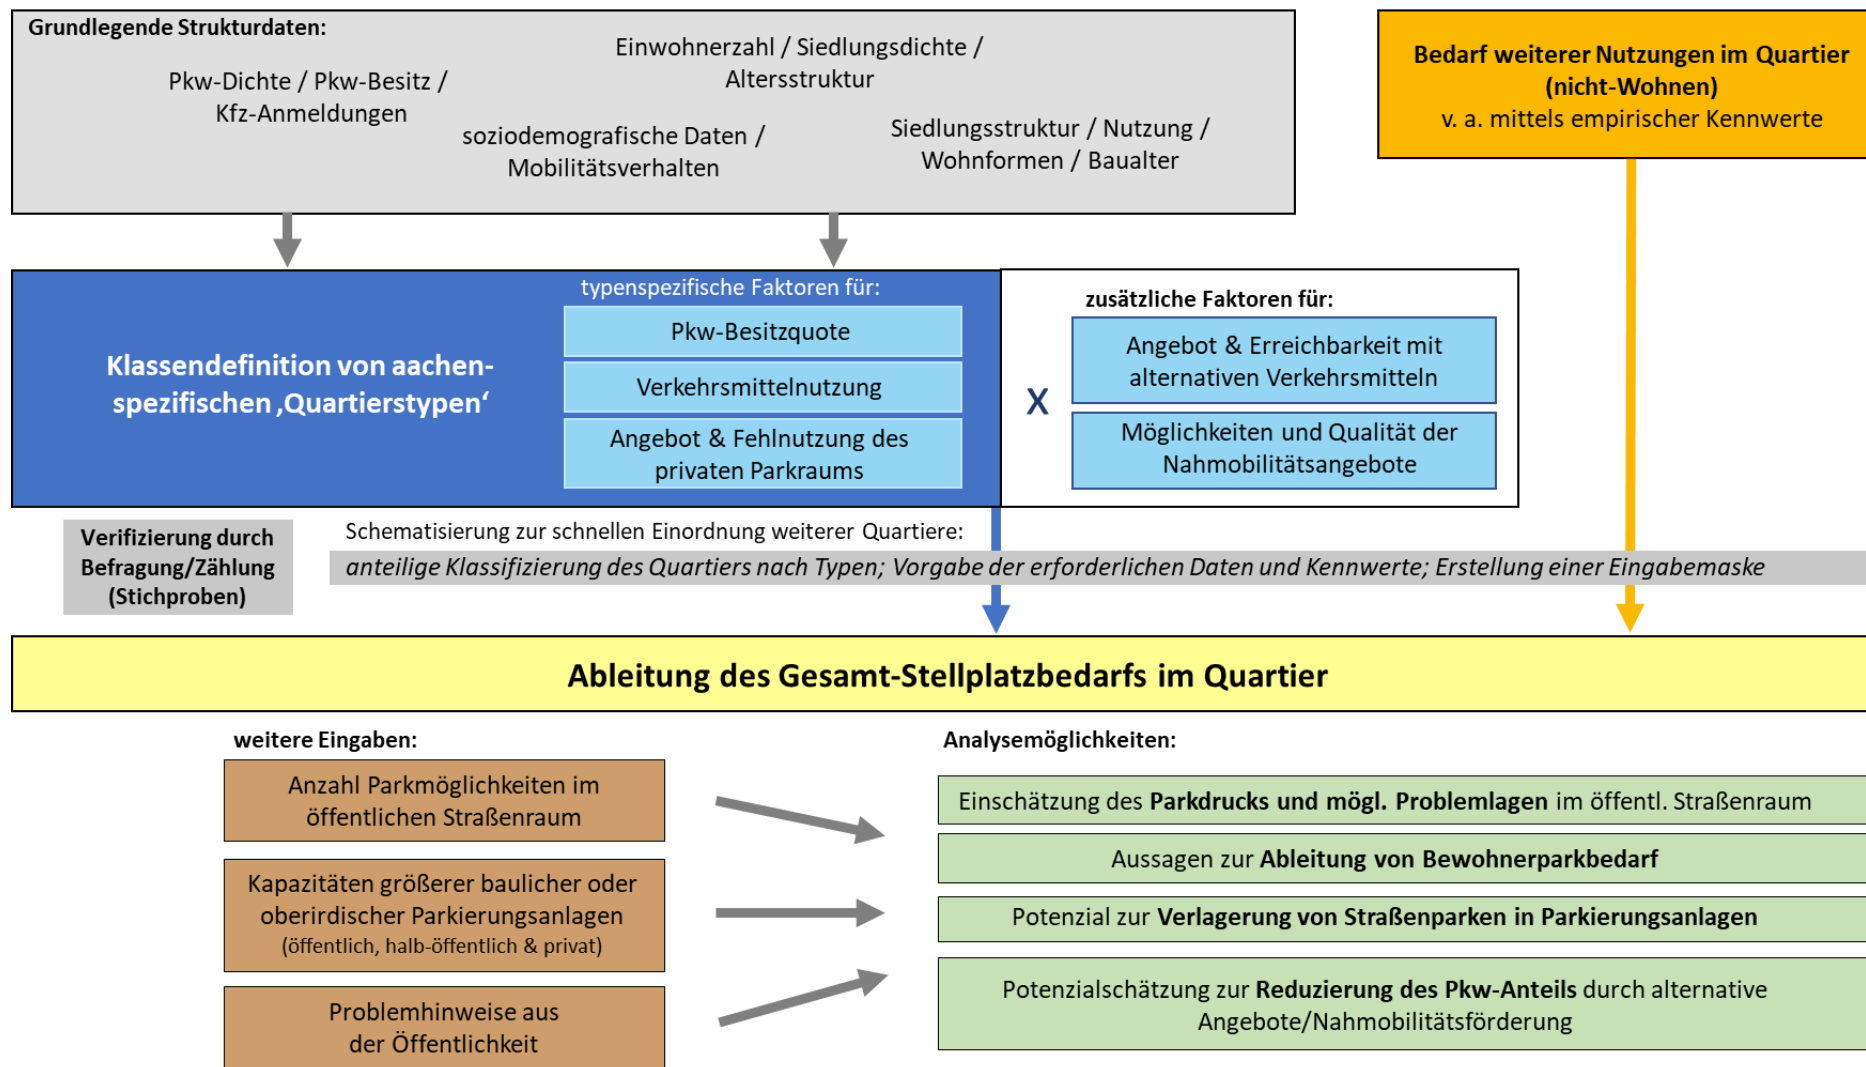 Grundlegende Strukturdaten:
Pkw-Dichte / Pkw-Besitz /
Kfz-Anmeldungen
Einwohnerzahl / Siedlungsdichte /
Altersstruktur
soziodemografische Daten /
Mobilitätsverhalten
Siedlungsstruktur / Nutzung /
Wohnformen / Baualter
Bedarf weiterer Nutzungen im Quartier
(nicht-Wohnen)
v. a. mittels empirischer Kennwerte
Klassendefinition von aachen-
spezifischen ‚Quartierstypen‘
typenspezifische Faktoren für:
Pkw-Besitzquote
Verkehrsmittelnutzung
Angebot & Fehlnutzung des
privaten Parkraums
X
zusätzliche Faktoren für:
Angebot & Erreichbarkeit mit
alternativen Verkehrsmitteln
Möglichkeiten und Qualität der
Nahmobilitätsangebote
Verifizierung durch
Befragung/Zählung
(Stichproben)
Schematisierung zur schnellen Einordnung weiterer Quartiere:
anteilige Klassifizierung des Quartiers nach Typen; Vorgabe der erforderlichen Daten und Kennwerte; Erstellung einer Eingabemaske
Ableitung des Gesamt-Stellplatzbedarfs im Quartier
weitere Eingaben:
Anzahl Parkmöglichkeiten im
öffentlichen Straßenraum
Kapazitäten größerer baulicher oder
oberirdischer Parkierungsanlagen
(öffentlich, halb-öffentlich & privat)
Problemhinweise aus
der Öffentlichkeit
Analysemöglichkeiten:
Einschätzung des Parkdrucks und mögl. Problemlagen im öffentl. Straßenraum
Aussagen zur Ableitung von Bewohnerparkbedarf
Potenzial zur Verlagerung von Straßenparken in Parkierungsanlagen
Potenzialschätzung zur Reduzierung des Pkw-Anteils durch alternative
Angebote/Nahmobilitätsförderung